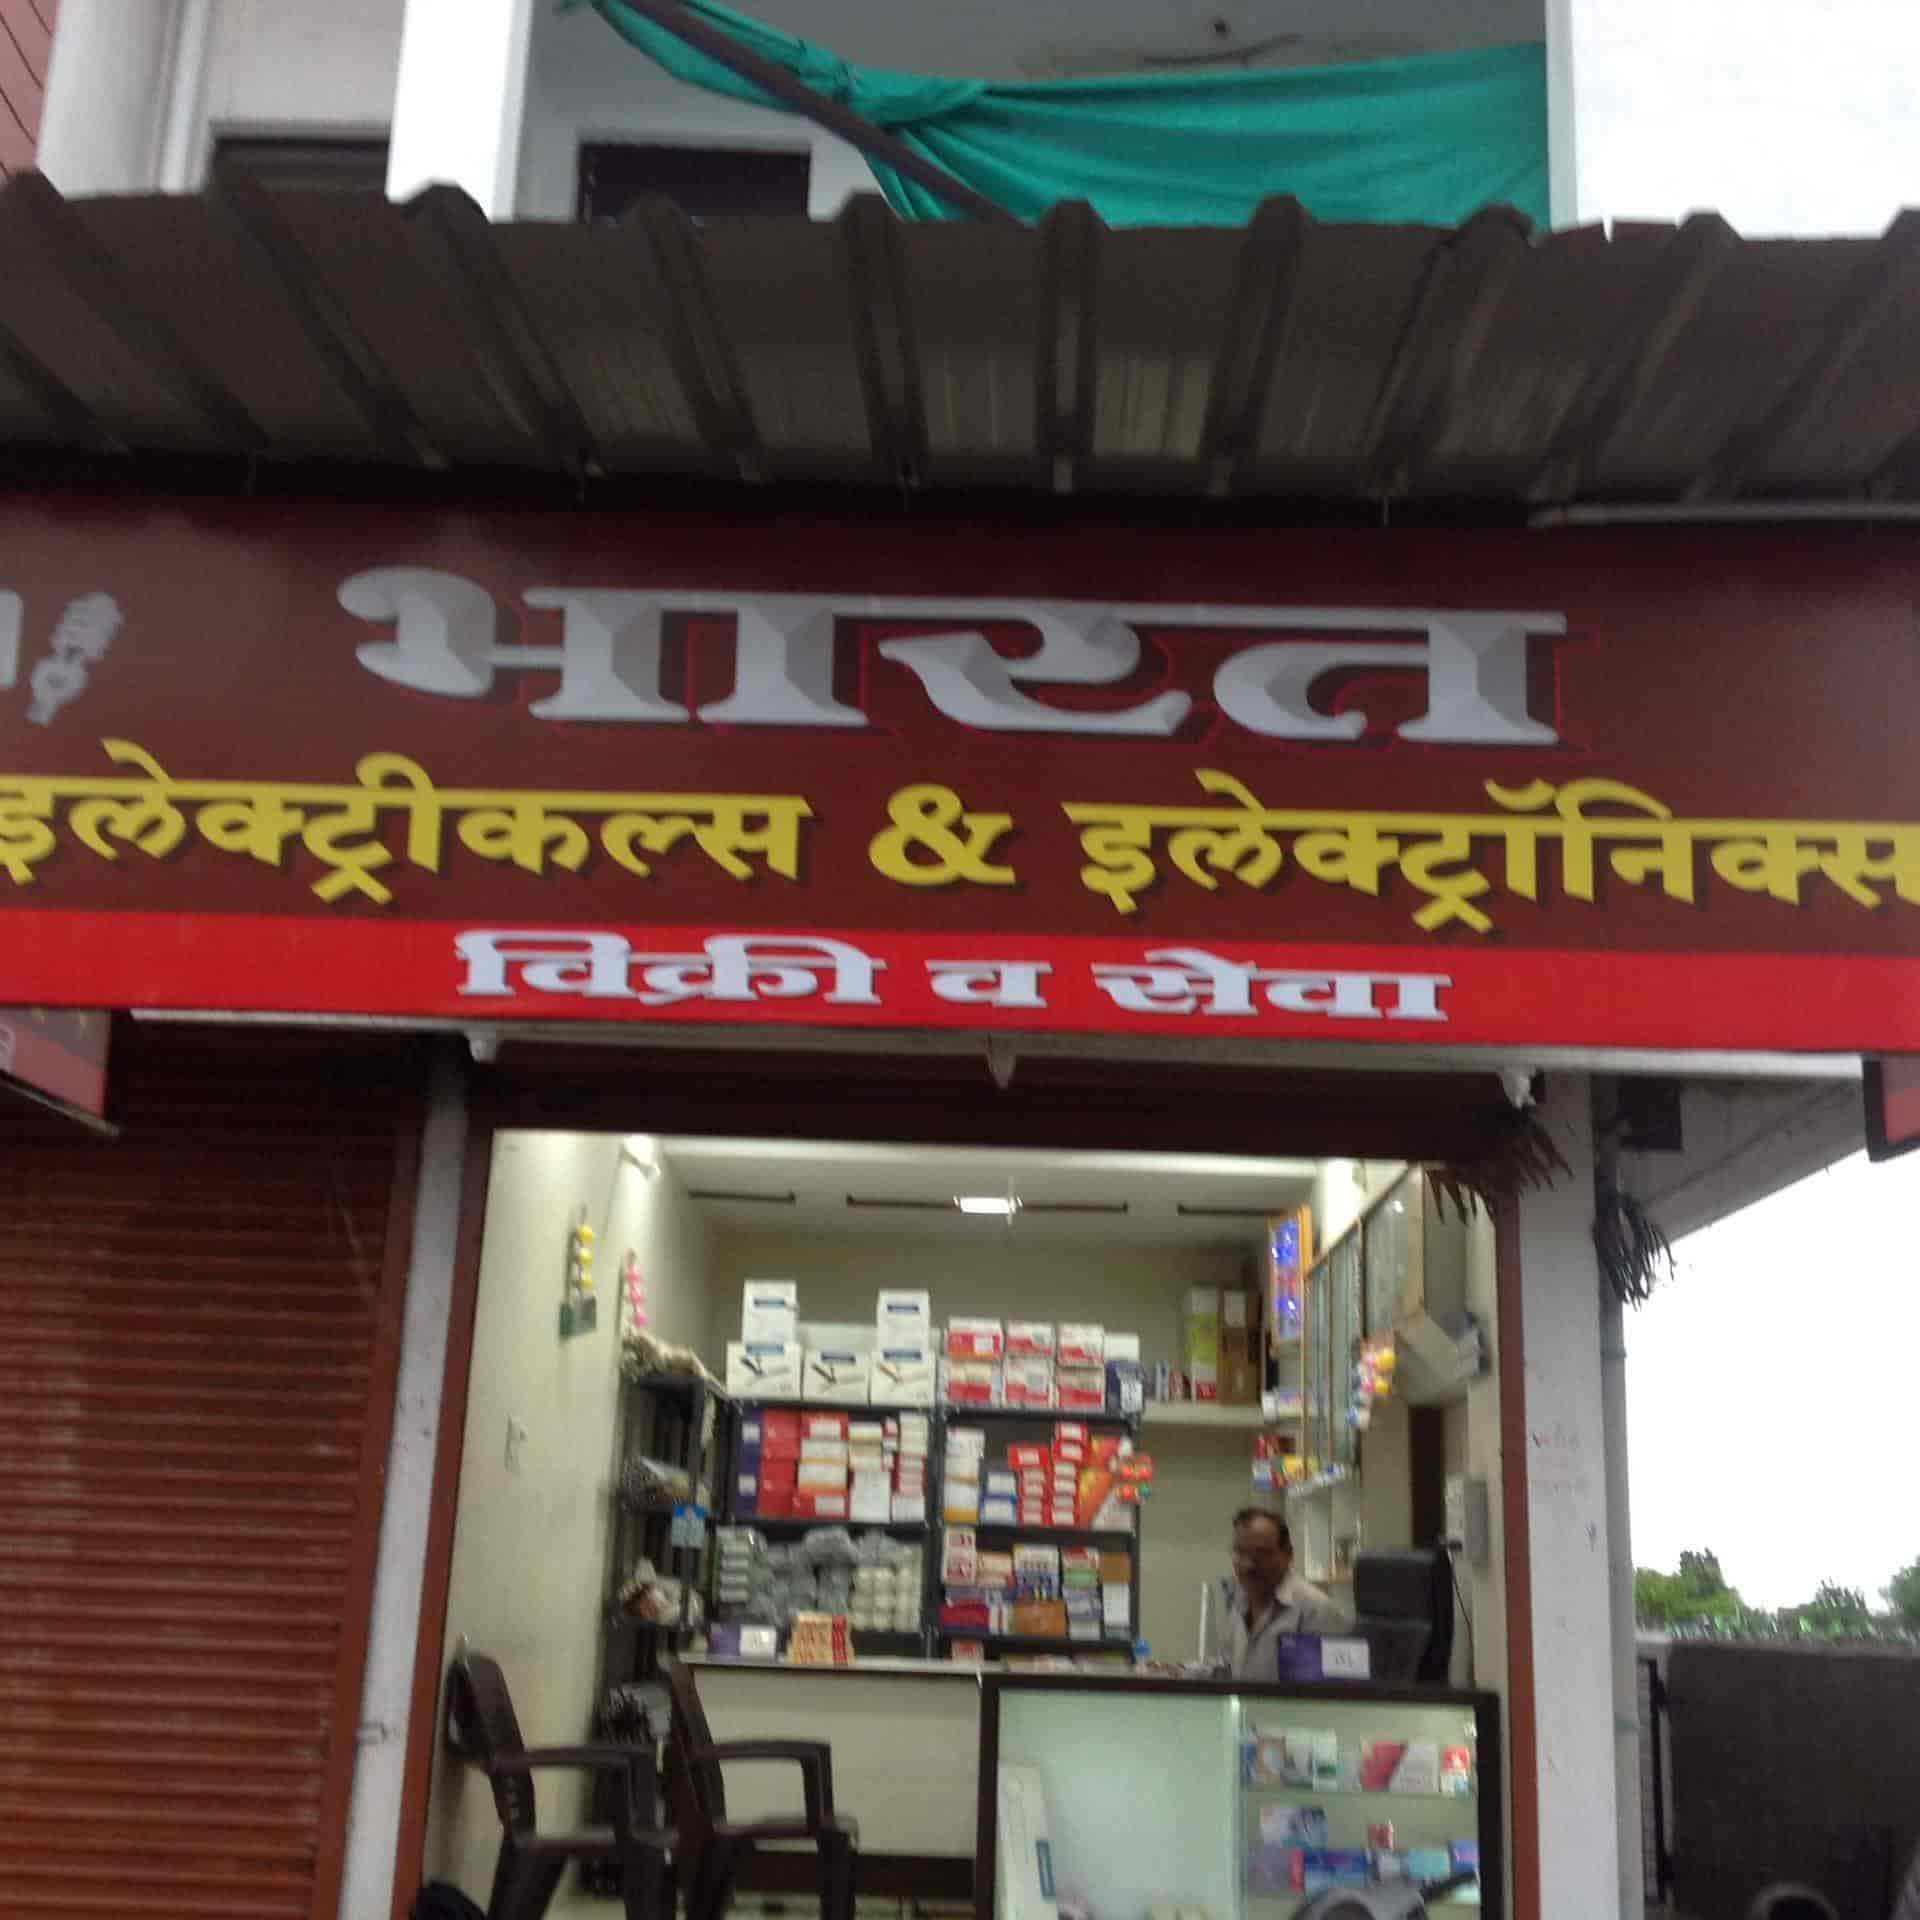 भारत
इलेक्ट्रीकल्स & इलेक्ट्रॉनिक्स
विक्री व सेवा